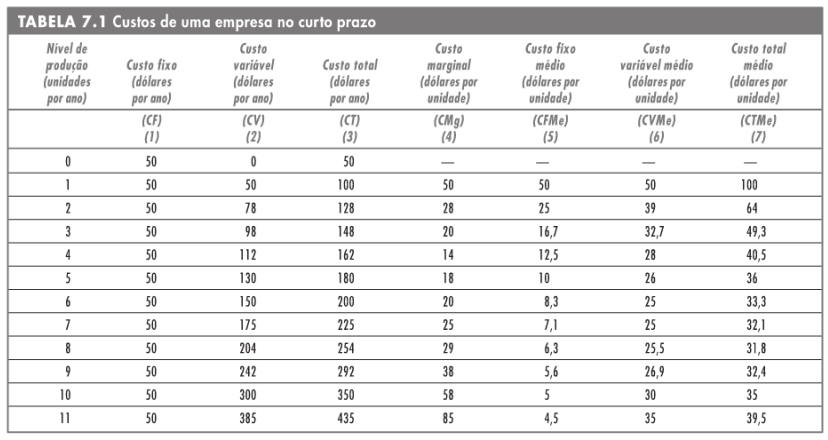 TABELA 7.1 Custos de uma empresa no curto prazo
Nível de produção (unidades por ano) Custo fixo (dólares por ano) Custo variável (dólares por ano) Custo total (dólares por ano) Custo marginal (dólares por unidade) Custo fixo médio (dólares por unidade) Custo variável médio (dólares por unidade) Custo total médio (dólares por unidade)
(CF) (CV) (CT) (CMg) (CFMe) (CVMe) (CTMe)
(1) (2) (3) (4) (5) (6) (7)
0 50 0 50 — — — —
1 50 50 100 50 50 50 100
2 50 78 128 28 25 39 64
3 50 98 148 20 16,7 32,7 49,3
4 50 112 162 14 12,5 28 40,5
5 50 130 180 18 10 26 36
6 50 150 200 20 8,3 25 33,3
7 50 175 225 25 7,1 25 32,1
8 50 204 254 29 6,3 25,5 31,8
9 50 242 292 38 5,6 26,9 32,4
10 50 300 350 58 5 30 35
11 50 385 435 85 4,5 35 39,5